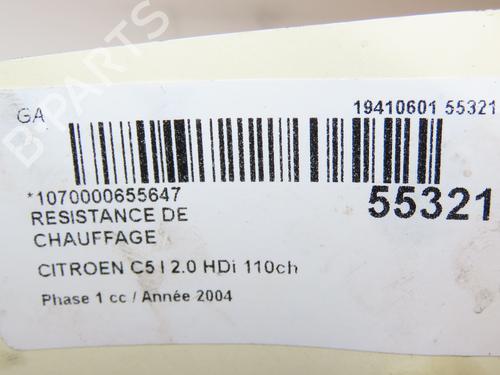 GA
19410601 55321
*1070000655647
55321
RESISTANCE DE
CHAUFFAGE
CITROEN C5 I 2.0 HDi 110ch
Phase 1 cc / Année 2004
B-PARTS